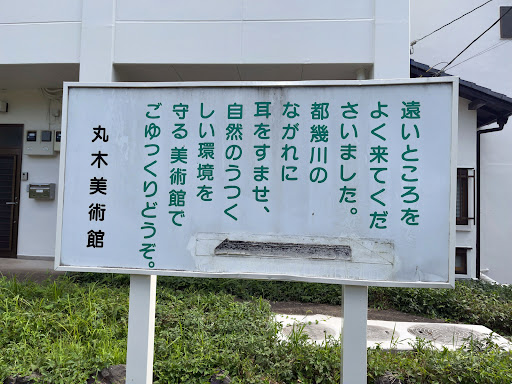 遠いところを
よく来てくだ
さいました。
都幾川の
ながれに
耳をすませ、
自然のうつく
しい環境を
守る美術館で
ごゆっくりどうぞ。
丸木美術館